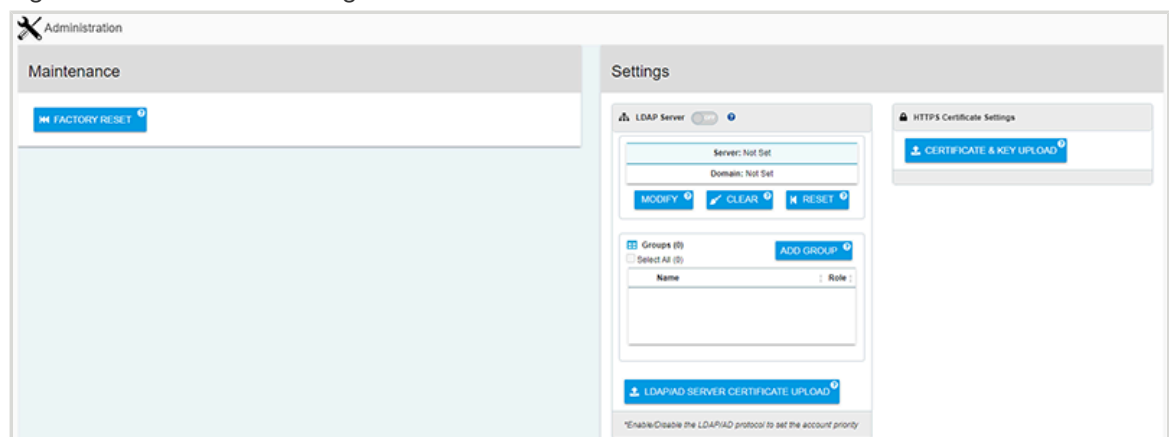 Administration
Maintenance
FACTORY RESET
Settings
LDAP Server
Server: Not Set
Domain: Not Set
MODIFY
CLEAR
RESET
Groups (0)
Select All (0)
ADD GROUP
Name
Role
LDAP/AD SERVER CERTIFICATE UPLOAD
*Enable/Disable the LDAP/AD protocol to set the account priority
HTTPS Certificate Settings
CERTIFICATE & KEY UPLOAD